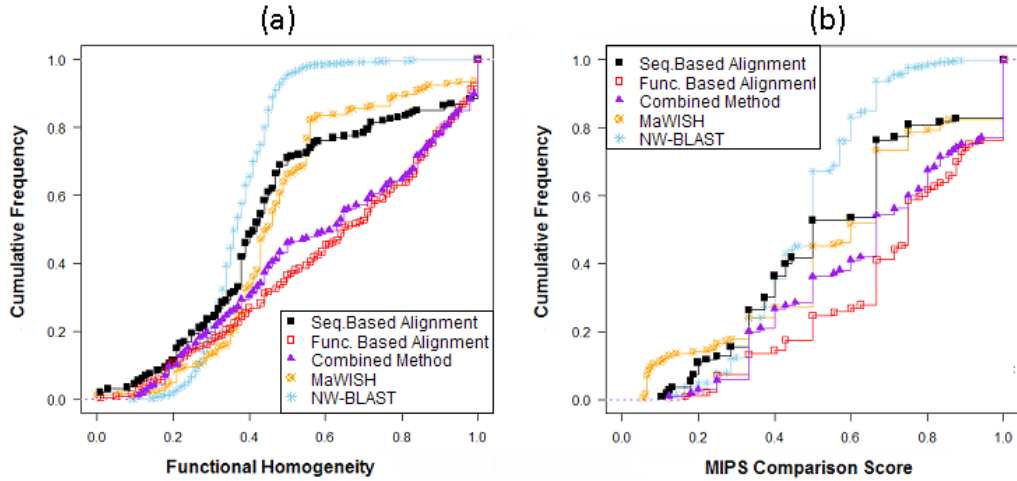 (a)
Cumulative Frequency
1.0
0.8
0.6
0.4
0.2
0.0
Seq.Based Alignment
Func. Based Alignment
Combined Method
MaWISH
NW-BLAST
0.0 0.2 0.4 0.6 0.8 1.0
Functional Homogeneity
(b)
Cumulative Frequency
1.0
0.8
0.6
0.4
0.2
0.0
Seq.Based Alignment
Func. Based Alignment
Combined Method
MaWISH
NW-BLAST
0.0 0.2 0.4 0.6 0.8 1.0
MIPS Comparison Score